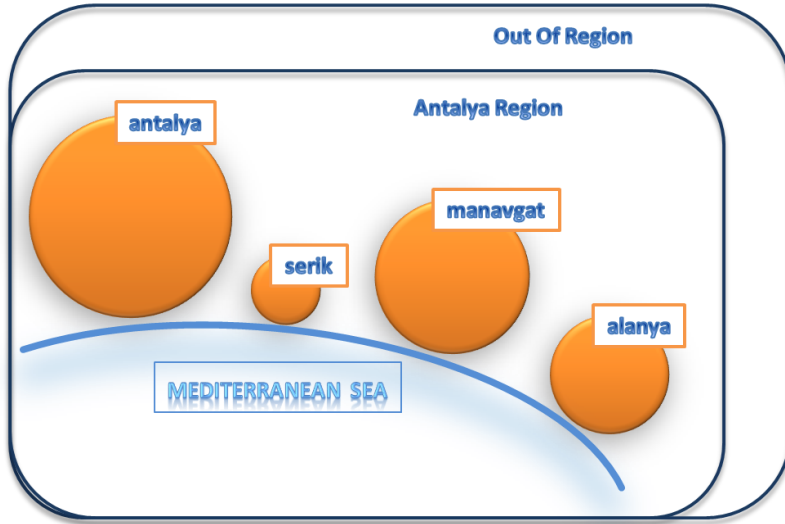 Out Of Region
Antalya Region
antalya
manavgat
serik
alanya
MEDITERRANEAN SEA